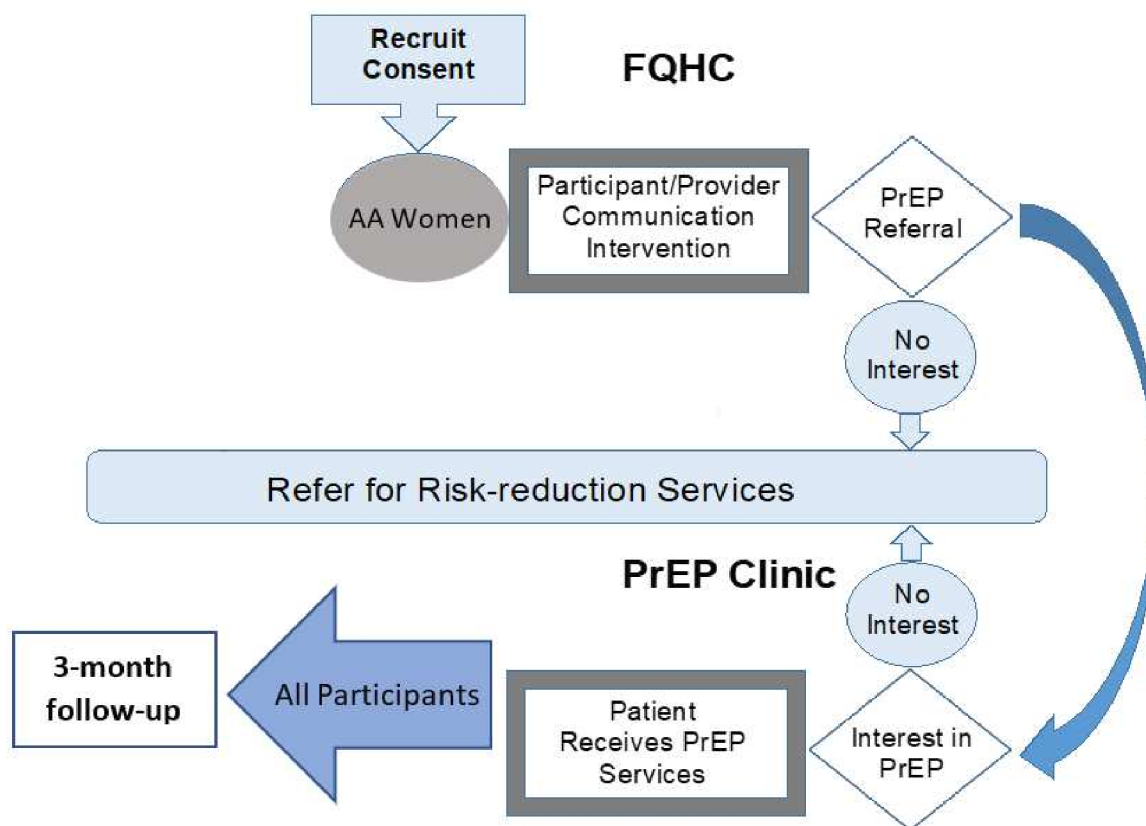 Recruit
Consent
FQHC
AA Women
Participant/Provider
Communication
Intervention
PrEP
Referral
No
Interest
Refer for Risk-reduction Services
PrEP Clinic
No
Interest
3-month
follow-up
All Participants
Patient
Receives PrEP
Services
Interest in
PrEP